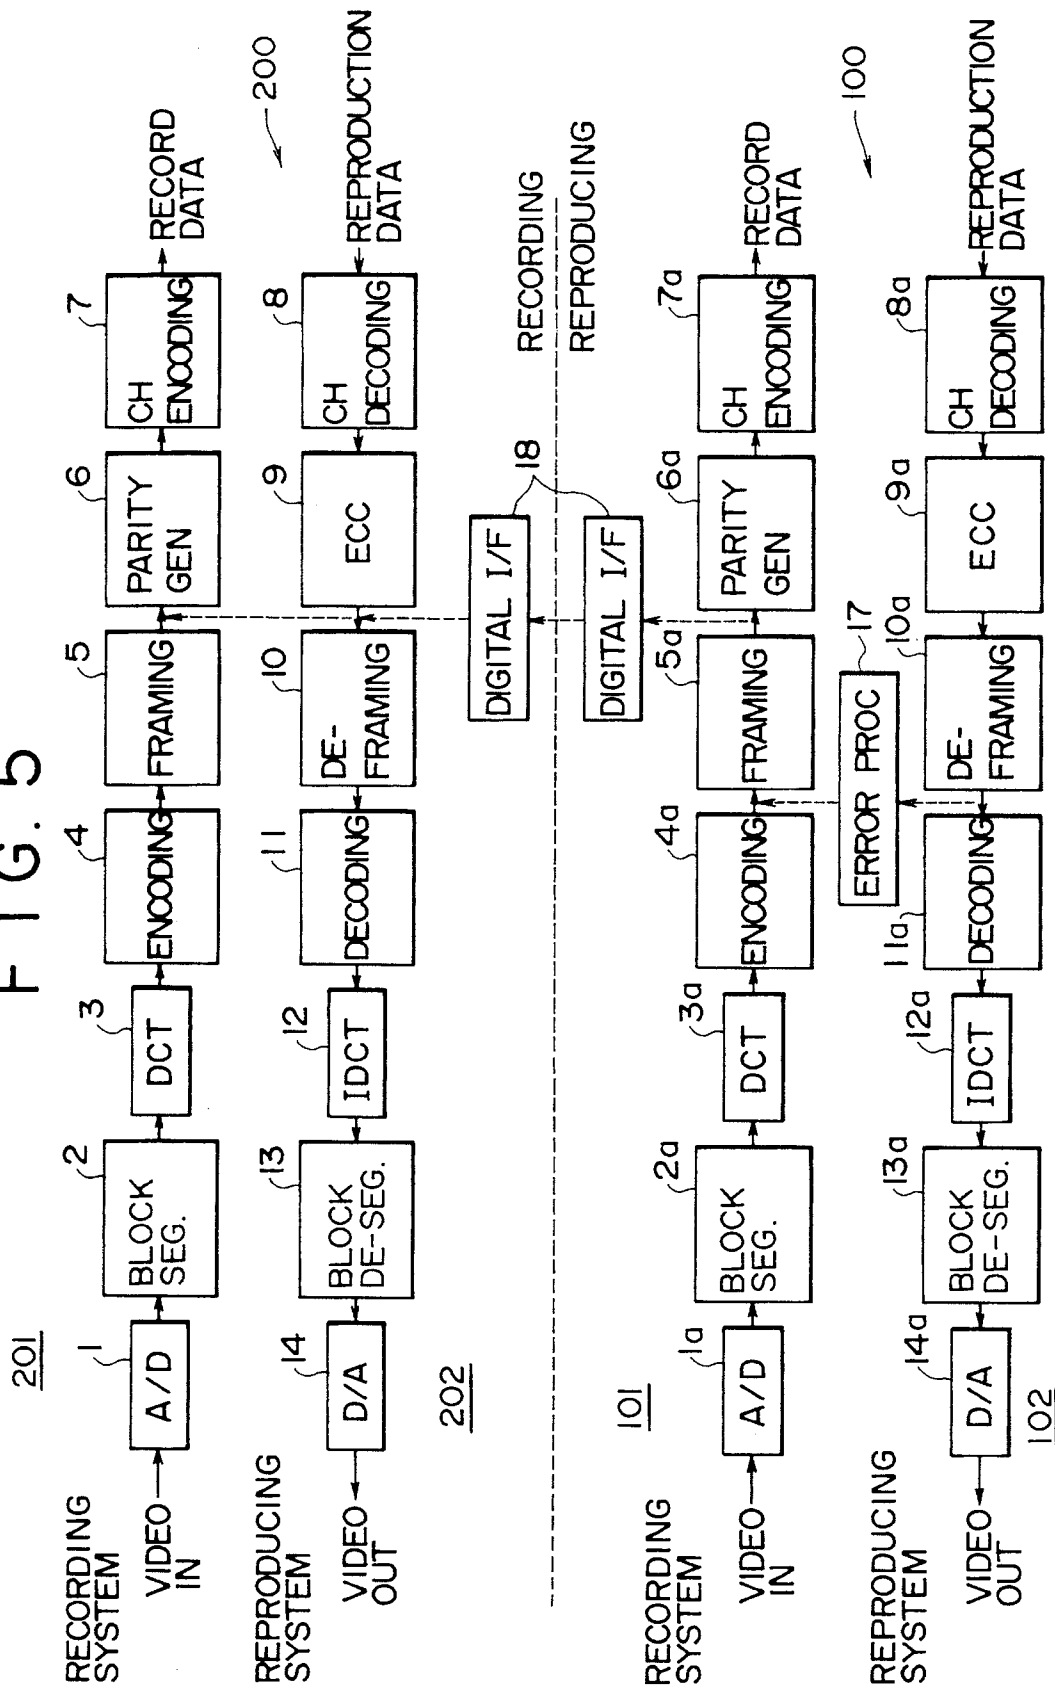 FIG. 5
201
RECORDING
SYSTEM
VIDEO
IN
1
A/D
2
BLOCK
SEG.
3
DCT
4
ENCODING
5
FRAMING
6
PARITY
GEN
7
CH
ENCODING
RECORD
DATA
200
REPRODUCING
SYSTEM
VIDEO
OUT
14
D/A
13
BLOCK
DE-SEG.
12
IDCT
11
DECODING
10
DE-
FRAMING
9
ECC
8
CH
DECODING
REPRODUCTION
DATA
202
DIGITAL I/F
18
RECORDING
REPRODUCING
DIGITAL I/F
101
RECORDING
SYSTEM
VIDEO
IN
1a
A/D
2a
BLOCK
SEG.
3a
DCT
4a
ENCODING
5a
FRAMING
6a
PARITY
GEN
7a
CH
ENCODING
RECORD
DATA
100
ERROR PROC
17
REPRODUCING
SYSTEM
VIDEO
OUT
14a
D/A
13a
BLOCK
DE-SEG.
12a
IDCT
11a
DECODING
10a
DE-
FRAMING
9a
ECC
8a
CH
DECODING
REPRODUCTION
DATA
102